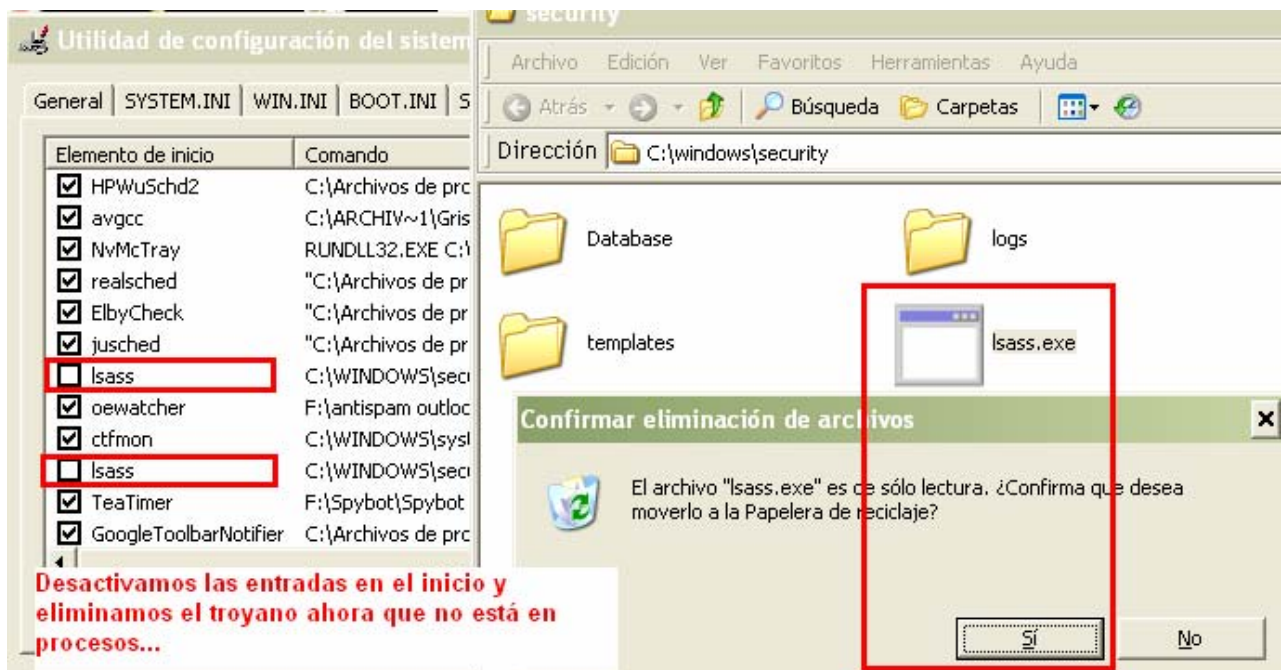 Utilidad de configuración del sistem
General SYSTEM.INI WIN.INI BOOT.INI S
Elemento de inicio Comando
HPWuSchd2 C:\Archivos de prc
avgcc C:\ARCHIV~1\Gris
NvMcTray RUNDLL32.EXE C:\
realsched "C:\Archivos de pr
ElbyCheck "C:\Archivos de pr
jusched "C:\Archivos de pr
lsass C:\WINDOWS\secu
oewatcher F:\antispam outloc
ctfmon C:\WINDOWS\syst
lsass C:\WINDOWS\secu
TeaTimer F:\Spybot\Spybot
GoogleToolbarNotifier C:\Archivos de prc
Desactivamos las entradas en el inicio y
eliminamos el troyano ahora que no está en
procesos...
security
Archivo Edición Ver Favoritos Herramientas Ayuda
Atrás Búsqueda Carpetas
Dirección C:\windows\security
Database logs
templates lsass.exe
Confirmar eliminación de archivos
El archivo "lsass.exe" es de sólo lectura. ¿Confirma que desea
moverlo a la Papelera de reciclaje?
Sí No